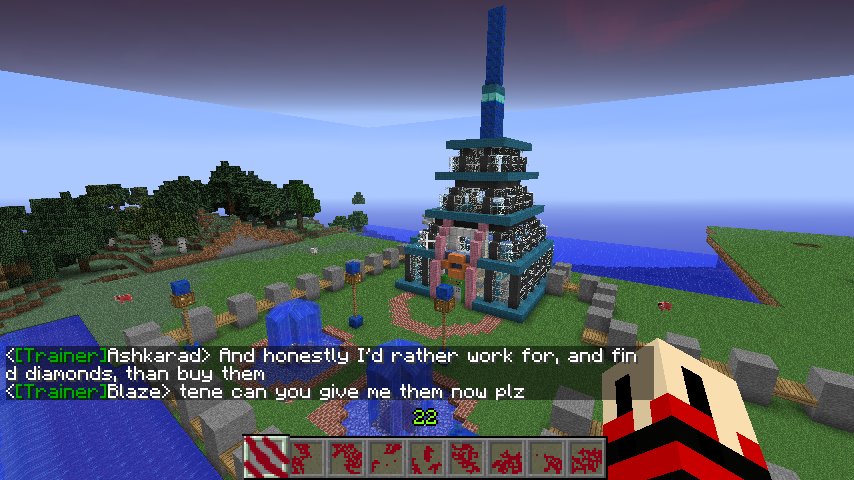 <[Trainer]Ashkarad> And honestly I'd rather work for, and fin
d diamonds, than buy them
<[Trainer]Blaze> tene can you give me them now plz
22